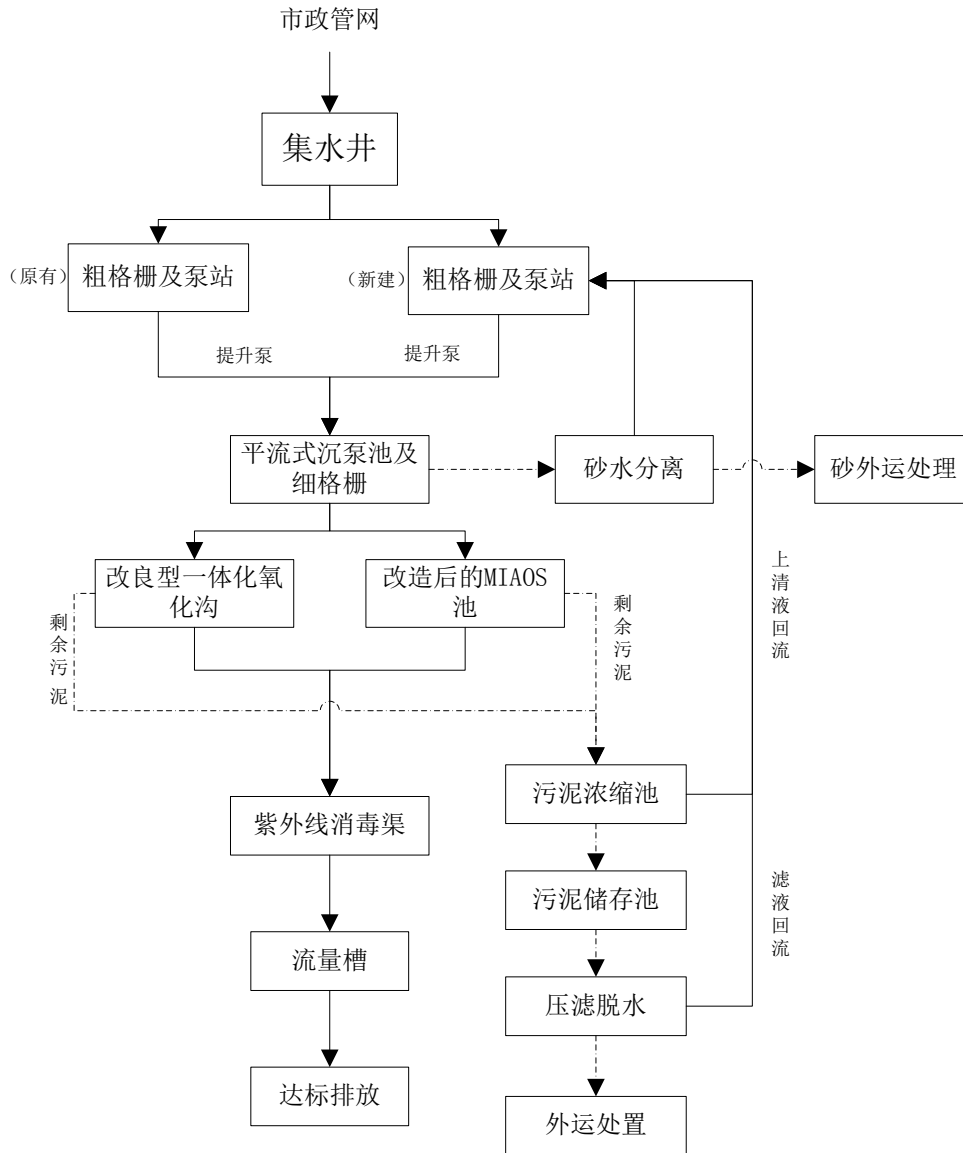 市政管网
集水井
（原有）
粗格栅及泵站
（新建）
粗格栅及泵站
提升泵
提升泵
平流式沉泵池及
细格栅
砂水分离
砂外运处理
改良型一体化氧
化沟
改造后的MIAOS
池
剩余污泥
剩余污泥
上清液回流
污泥浓缩池
紫外线消毒渠
污泥储存池
滤液回流
流量槽
压滤脱水
达标排放
外运处置